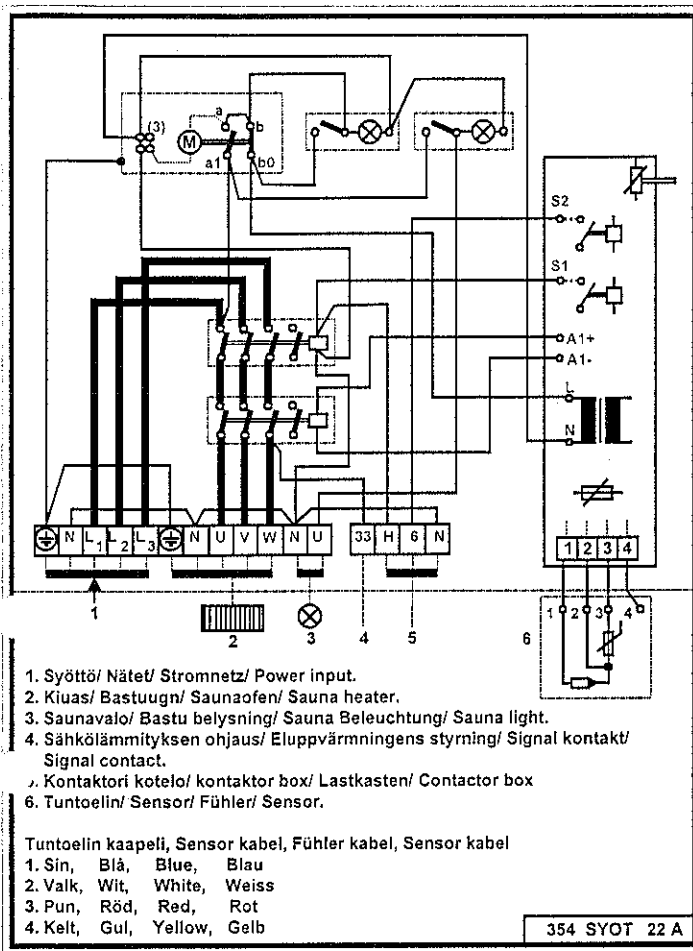 (3)
a
b
M
a1
b0
S2
S1
A1+
A1-
L
N
N L1 L2 L3 N U V W N U 33 H 6 N
1 2 3 4
1 2 3 4 5 6
1 2 3 4
1. Syöttö/ Nätet/ Stromnetz/ Power input.
2. Kiuas/ Bastuugn/ Saunaofen/ Sauna heater.
3. Saunavalo/ Bastu belysning/ Sauna Beleuchtung/ Sauna light.
4. Sähkölämmityksen ohjaus/ Eluppvärmningens styrning/ Signal kontakt/
Signal contact.
Kontaktori kotelo/ kontaktor box/ Lastkasten/ Contactor box
6. Tuntoelin/ Sensor/ Fühler/ Sensor.
Tuntoelin kaapeli, Sensor kabel, Fühler kabel, Sensor kabel
1. Sin, Blå, Blue, Blau
2. Valk, Wit, White, Weiss
3. Pun, Röd, Red, Rot
4. Kelt, Gul, Yellow, Gelb
354 SYOT 22 A